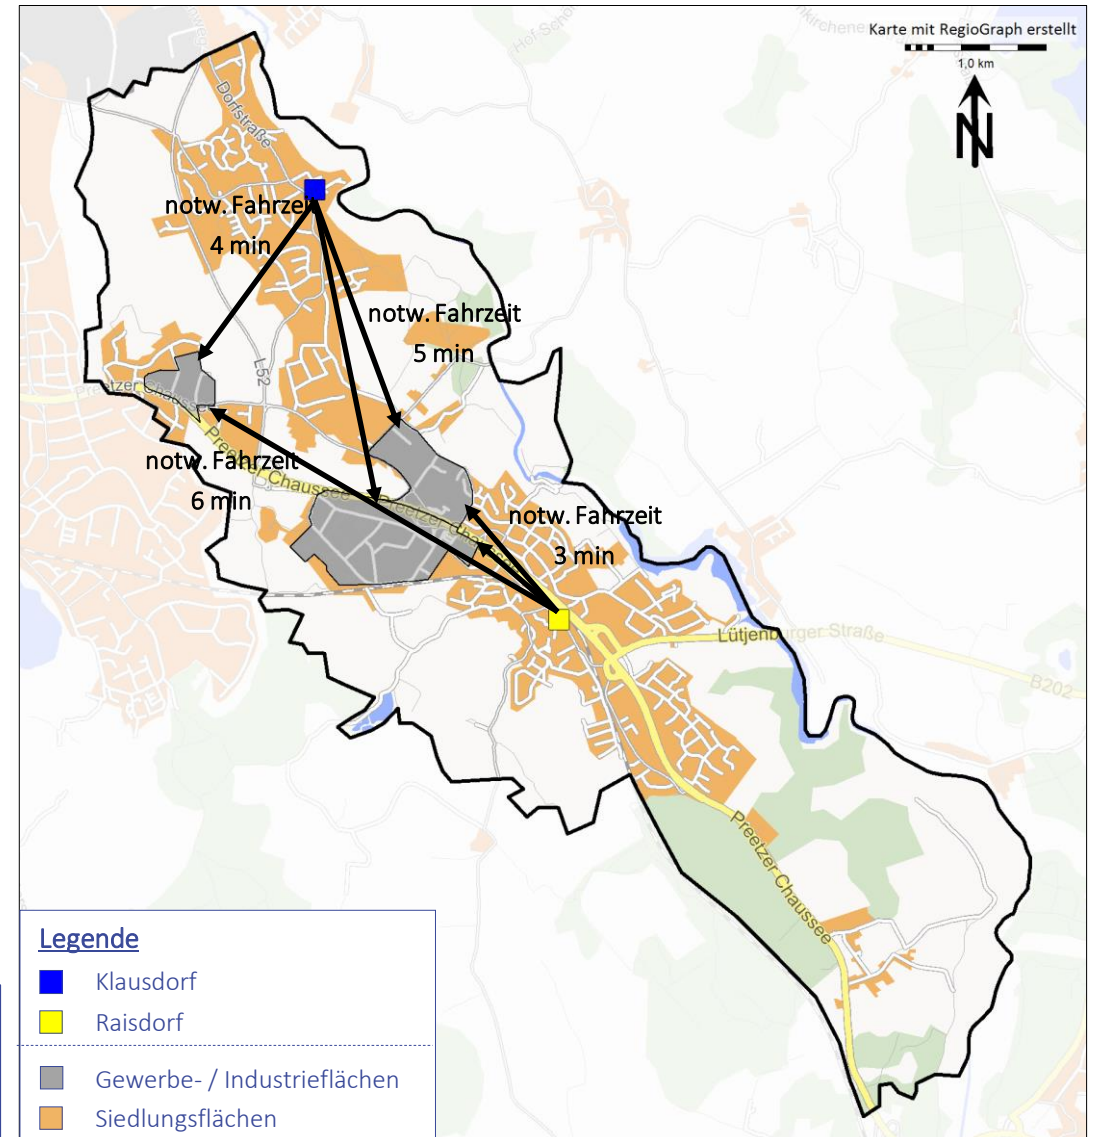 Karte mit RegioGraph erstellt
1,0 km
N
Dorfstraße
notw. Fahrzeit
4 min
notw. Fahrzeit
5 min
L52
Preetzer Chaussee
notw. Fahrzeit
6 min
Preetzer Chaussee
Preetzer Chaussee
notw. Fahrzeit
3 min
Lütjenburger Straße
B202
Preetzer Chaussee
Legende
Klausdorf
Raisdorf
Gewerbe- / Industrieflächen
Siedlungsflächen